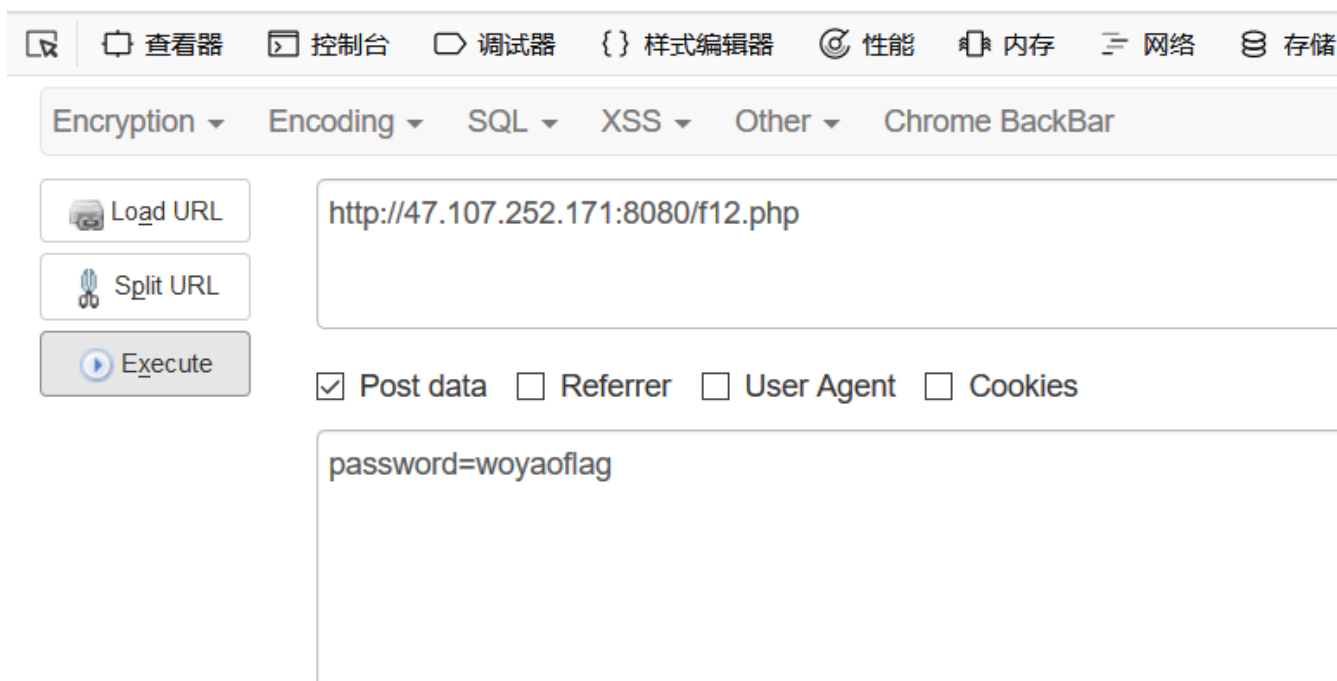 查看器 控制台 调试器 {} 样式编辑器 性能 内存 网络 存储
Encryption Encoding SQL XSS Other Chrome BackBar
Load URL
http://47.107.252.171:8080/f12.php
Split URL
Execute
Post data Referrer User Agent Cookies
password=woyaoflag